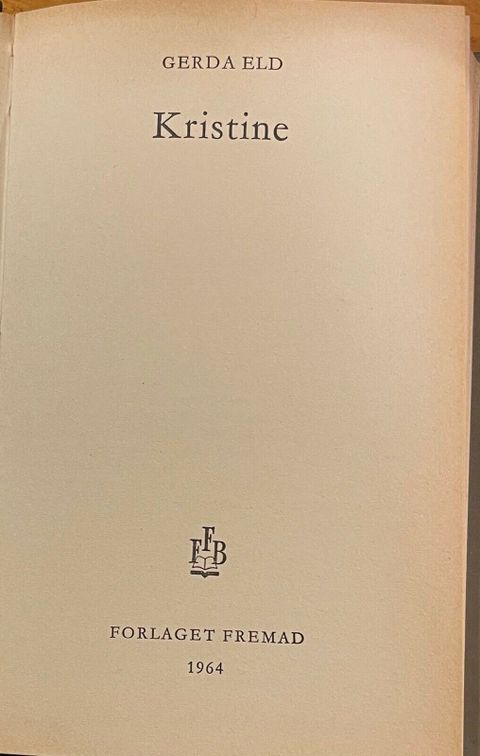 GERDA ELD
Kristine
FFB
FORLAGET FREMAD
1964